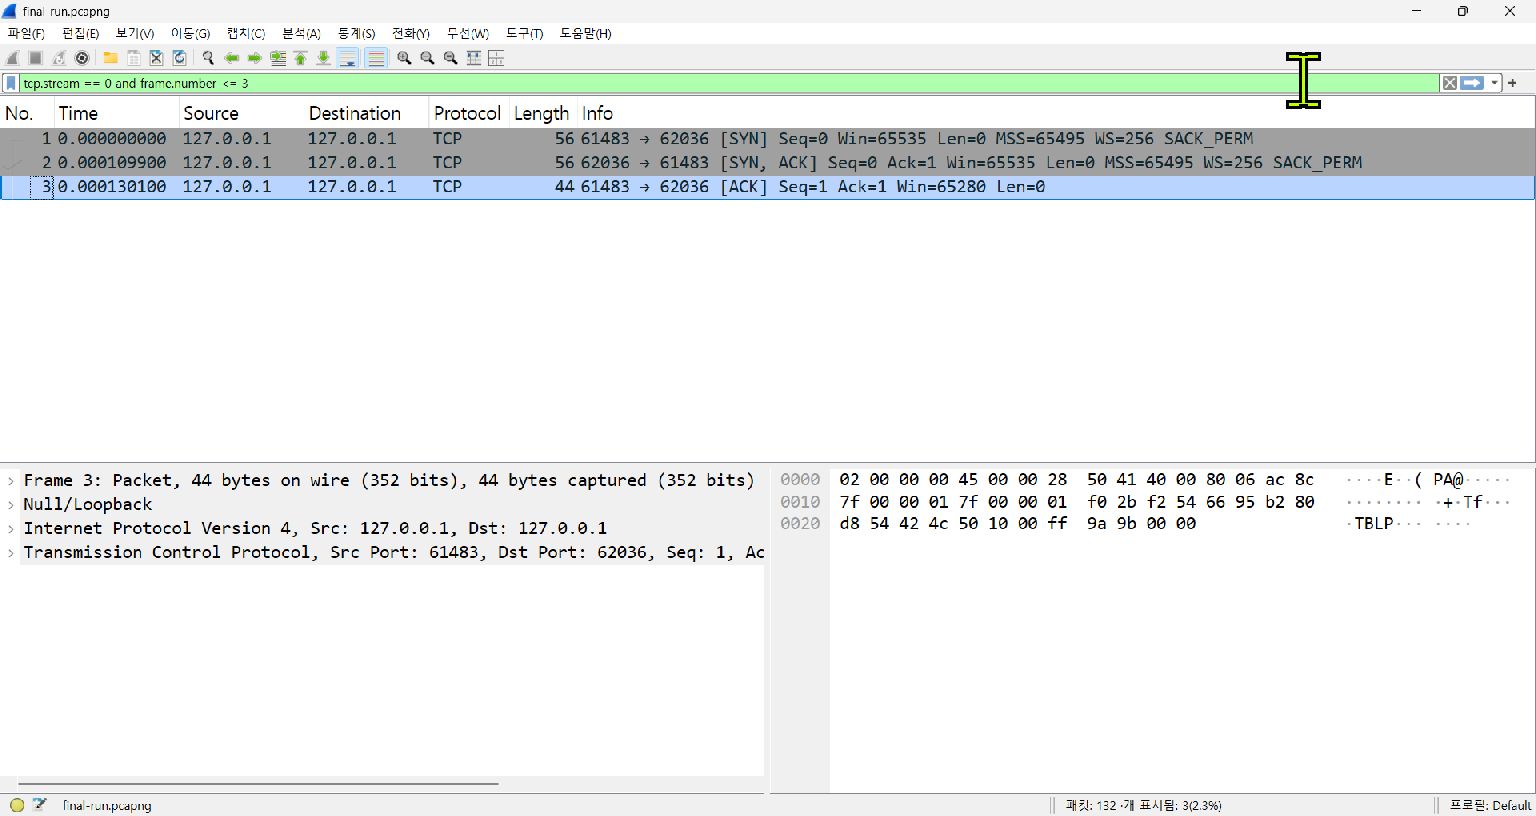 final-run.pcapng
파일(F) 편집(E) 보기(V) 이동(G) 캡처(C) 분석(A) 통계(S) 전화(Y) 무선(W) 도구(T) 도움말(H)
tcp.stream == 0 and frame.number <= 3
No. Time Source Destination Protocol Length Info
1 0.000000000 127.0.0.1 127.0.0.1 TCP 56 61483 → 62036 [SYN] Seq=0 Win=65535 Len=0 MSS=65495 WS=256 SACK_PERM
2 0.000109900 127.0.0.1 127.0.0.1 TCP 56 62036 → 61483 [SYN, ACK] Seq=0 Ack=1 Win=65535 Len=0 MSS=65495 WS=256 SACK_PERM
3 0.000130100 127.0.0.1 127.0.0.1 TCP 44 61483 → 62036 [ACK] Seq=1 Ack=1 Win=65280 Len=0
Frame 3: Packet, 44 bytes on wire (352 bits), 44 bytes captured (352 bits)
Null/Loopback
Internet Protocol Version 4, Src: 127.0.0.1, Dst: 127.0.0.1
Transmission Control Protocol, Src Port: 61483, Dst Port: 62036, Seq: 1, Ac
0000 02 00 00 00 45 00 00 28 50 41 40 00 80 06 ac 8c ····E··( PA@·····
0010 7f 00 00 01 7f 00 00 01 f0 2b f2 54 66 95 b2 80 ········ ·+·Tf···
0020 d8 54 42 4c 50 10 00 ff 9a 9b 00 00 ·TBLP··· ····
final-run.pcapng
패킷: 132 · 개 표시됨: 3(2.3%)
프로필: Default